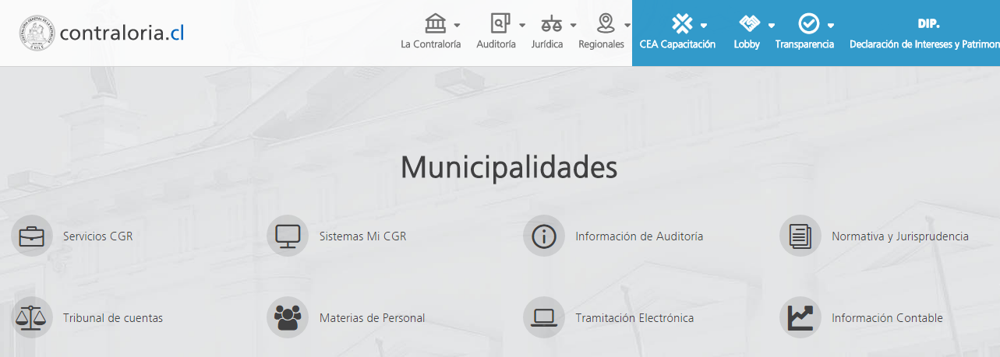 contraloria.cl
La Contraloría
Auditoría
Jurídica
Regionales
CEA Capacitación
Lobby
Transparencia
DIP.
Declaración de Intereses y Patrimon
Municipalidades
Servicios CGR
Sistemas Mi CGR
Información de Auditoría
Normativa y Jurisprudencia
Tribunal de cuentas
Materias de Personal
Tramitación Electrónica
Información Contable